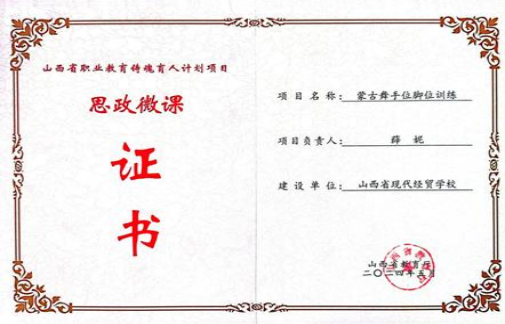 山西省职业教育铸魂育人计划项目
思政微课
证
书
项目名称：蒙古舞手位脚位训练
项目负责人：薛妮
建设单位：山西省现代经贸学校
山西省教育厅
二〇二四年五月